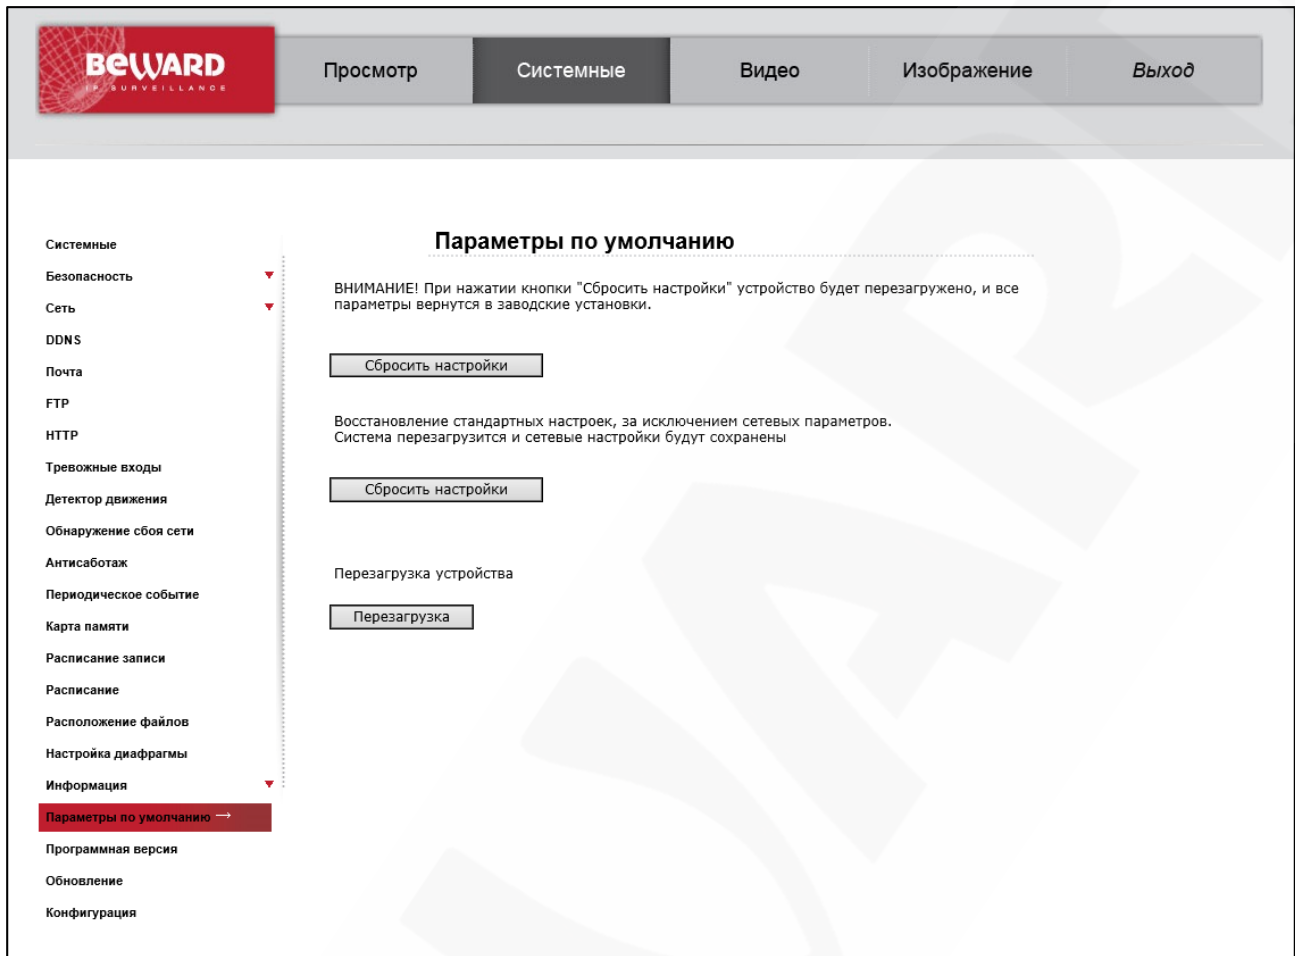 BEWARD
IP SURVEILLANCE
Просмотр
Системные
Видео
Изображение
Выход
Системные
Безопасность
Сеть
DDNS
Почта
FTP
HTTP
Тревожные входы
Детектор движения
Обнаружение сбоя сети
Антисаботаж
Периодическое событие
Карта памяти
Расписание записи
Расписание
Расположение файлов
Настройка диафрагмы
Информация
Параметры по умолчанию →
Программная версия
Обновление
Конфигурация
Параметры по умолчанию
ВНИМАНИЕ! При нажатии кнопки "Сбросить настройки" устройство будет перезагружено, и все
параметры вернутся в заводские установки.
Сбросить настройки
Восстановление стандартных настроек, за исключением сетевых параметров.
Система перезагрузится и сетевые настройки будут сохранены
Сбросить настройки
Перезагрузка устройства
Перезагрузка